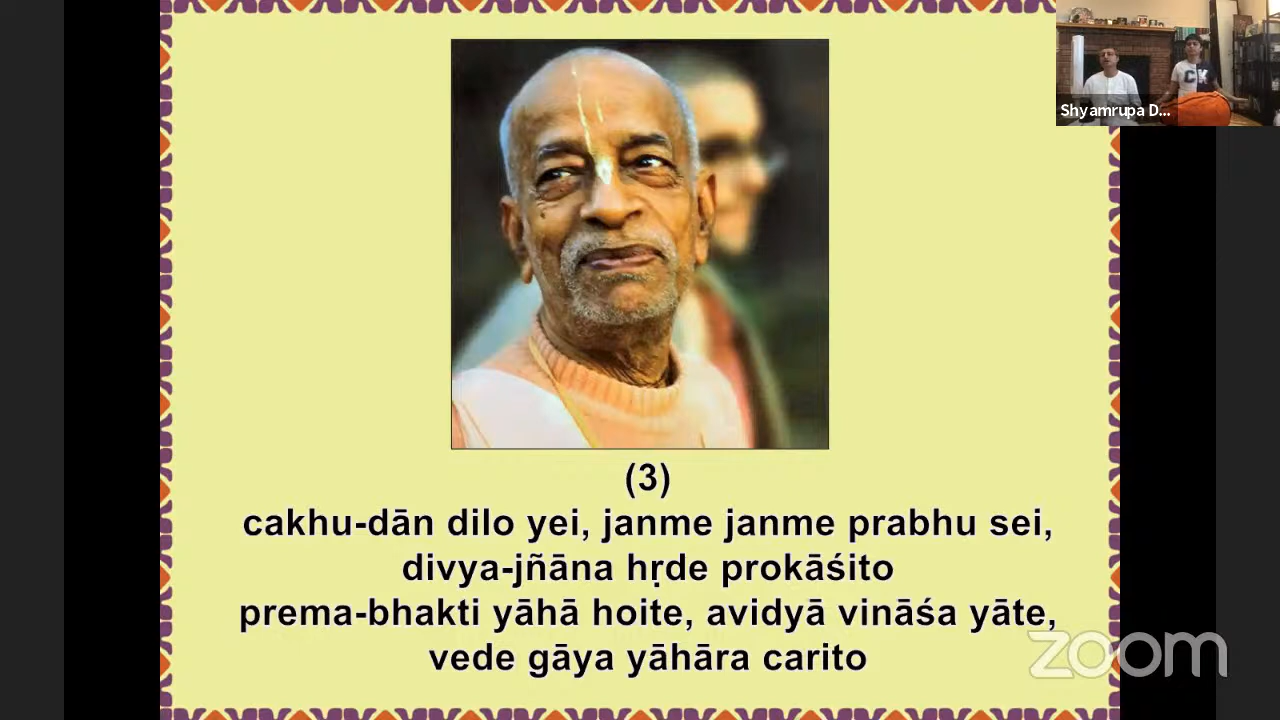 Shyamrupa D...
CK
(3)
cakhu-dān dilo yei, janme janme prabhu sei,
divya-jñāna hṛde prokāśito
prema-bhakti yāhā hoite, avidyā vināśa yāte,
vede gāya yāhāra carito
zoom